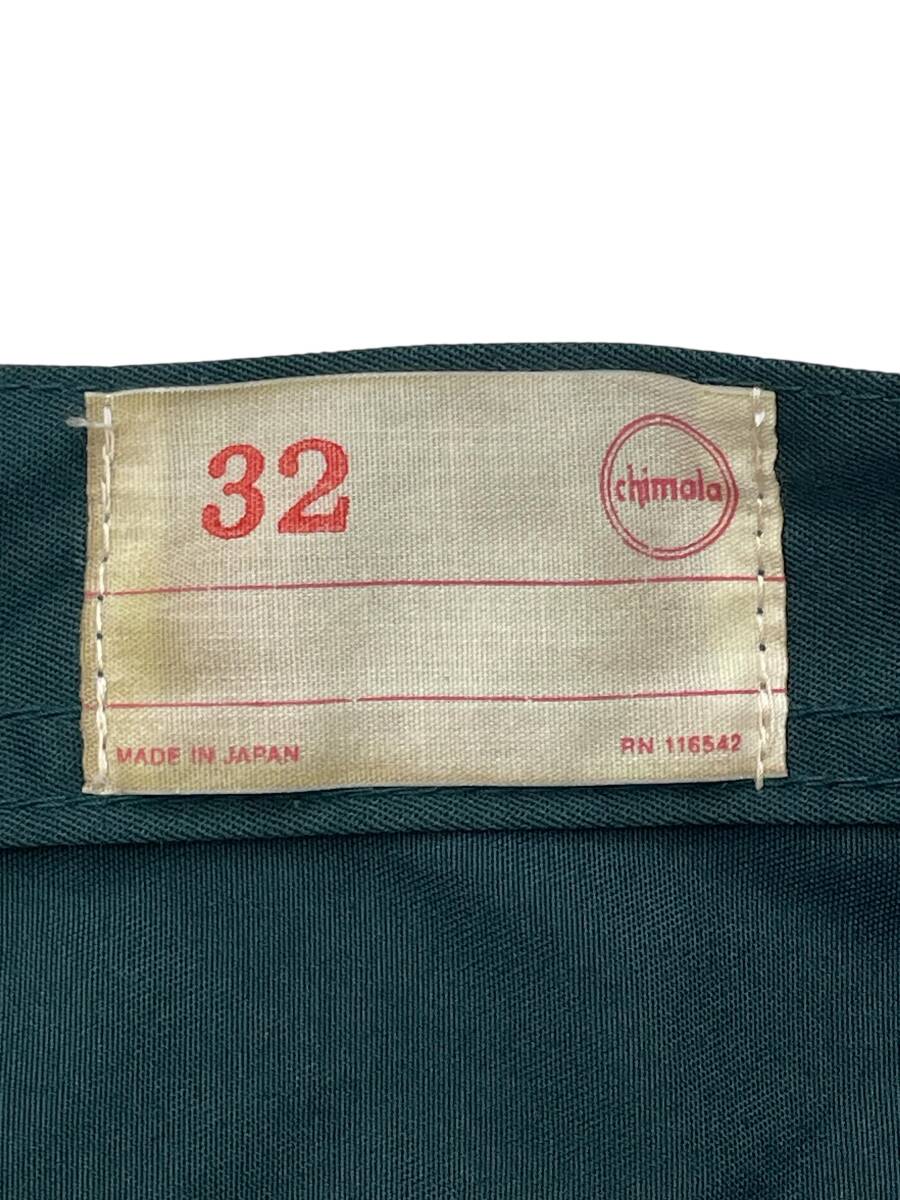 32
chimala
MADE IN JAPAN
RN 116542